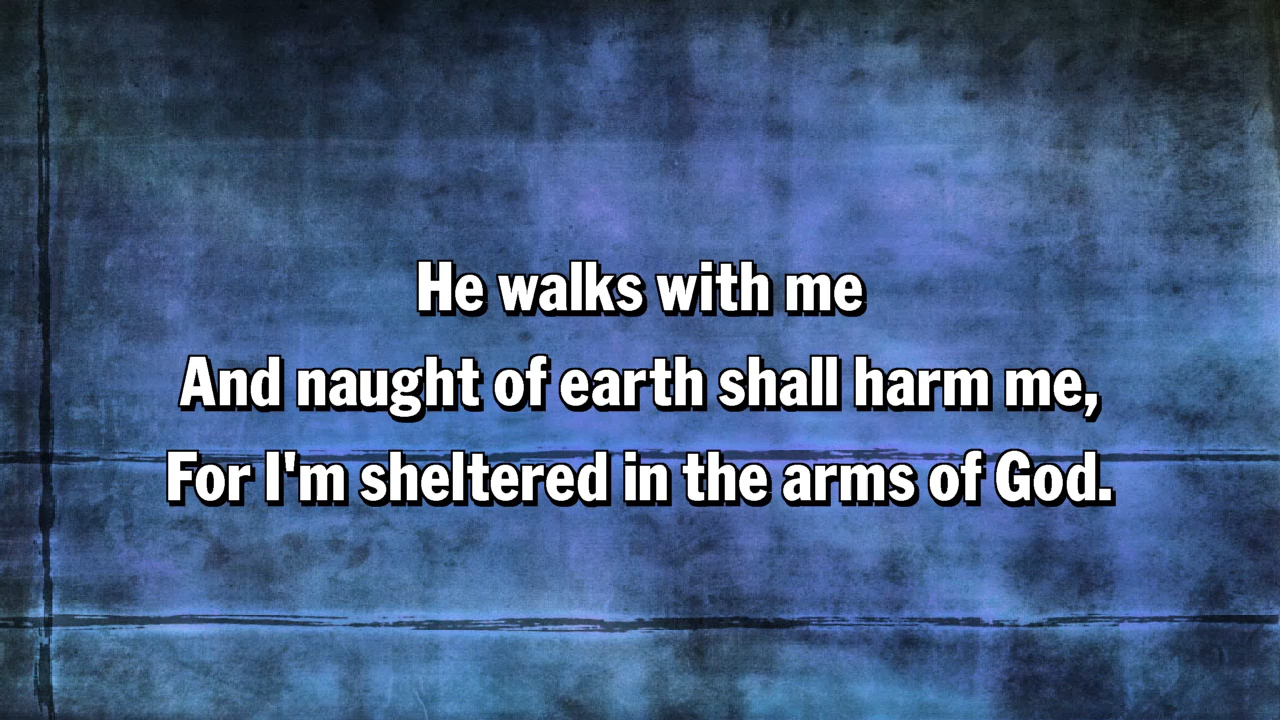 He walks with me
And naught of earth shall harm me,
For I'm sheltered in the arms of God.